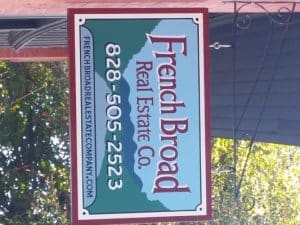 French Broad
Real Estate Co.
828-505-2523
FRENCHBROADREALESTATECOMPANY.COM